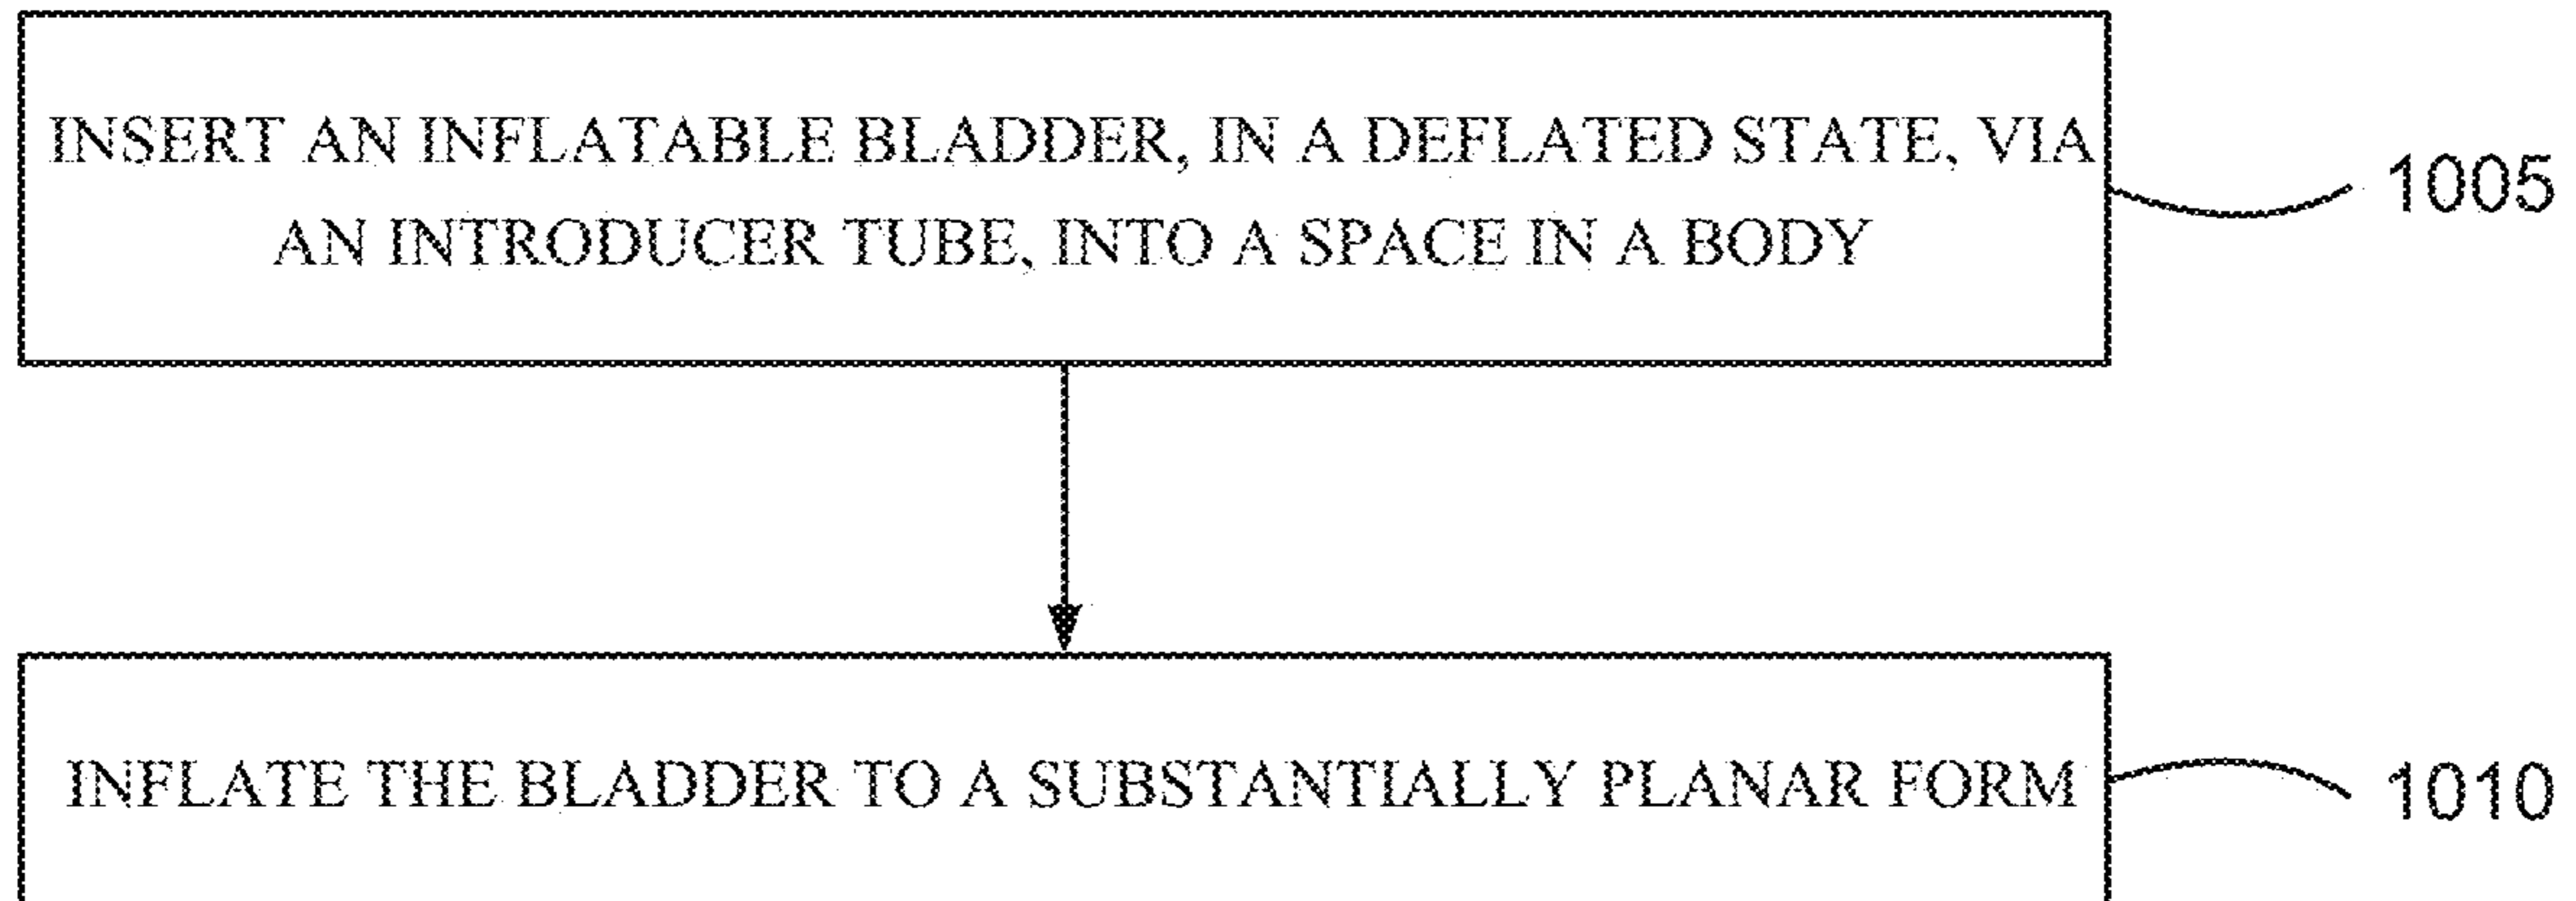 INSERT AN INFLATABLE BLADDER, IN A DEFLATED STATE, VIA
AN INTRODUCER TUBE, INTO A SPACE IN A BODY
1005
INFLATE THE BLADDER TO A SUBSTANTIALLY PLANAR FORM
1010